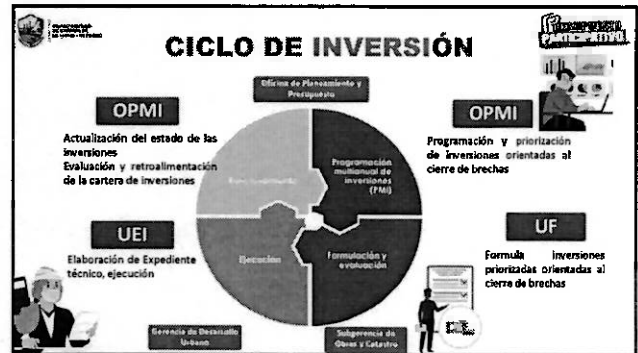 CICLO DE INVERSIÓN
PRESUPUESTO
PARTICIPATIVO
Oficina de Planeamiento y
Presupuesto
OPMI
Actualización del estado de las
inversiones
Evaluación y retroalimentación
de la cartera de inversiones
OPMI
Programación y priorización
de inversiones orientadas al
cierre de brechas
Funcionamiento
Programación
multianual de
inversiones
(PMI)
UEI
Elaboración de Expediente
técnico, ejecución
Ejecución
Formulación y
evaluación
UF
Formula inversiones
priorizadas orientadas al
cierre de brechas
Gerencia de Desarrollo
Urbano
Subgerencia de
Obras y Catastro